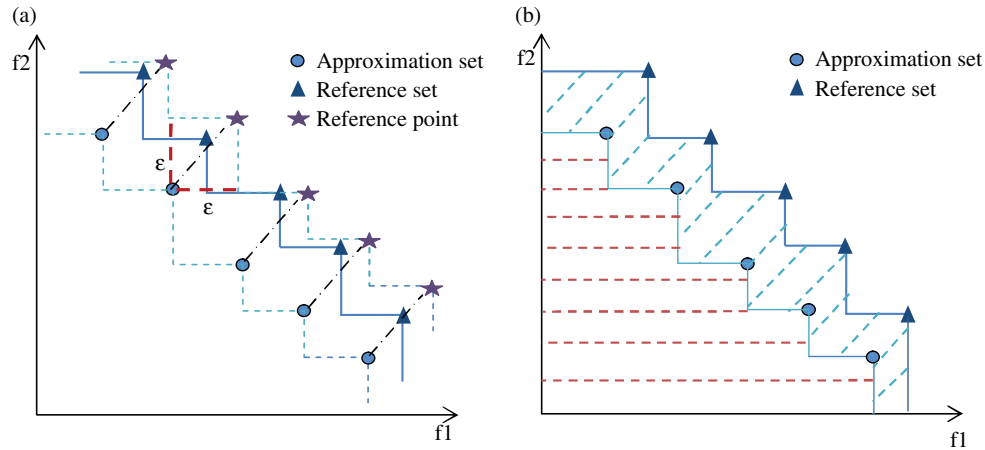 (a)
f2
Approximation set
Reference set
Reference point
ε
ε
f1
(b)
f2
Approximation set
Reference set
f1